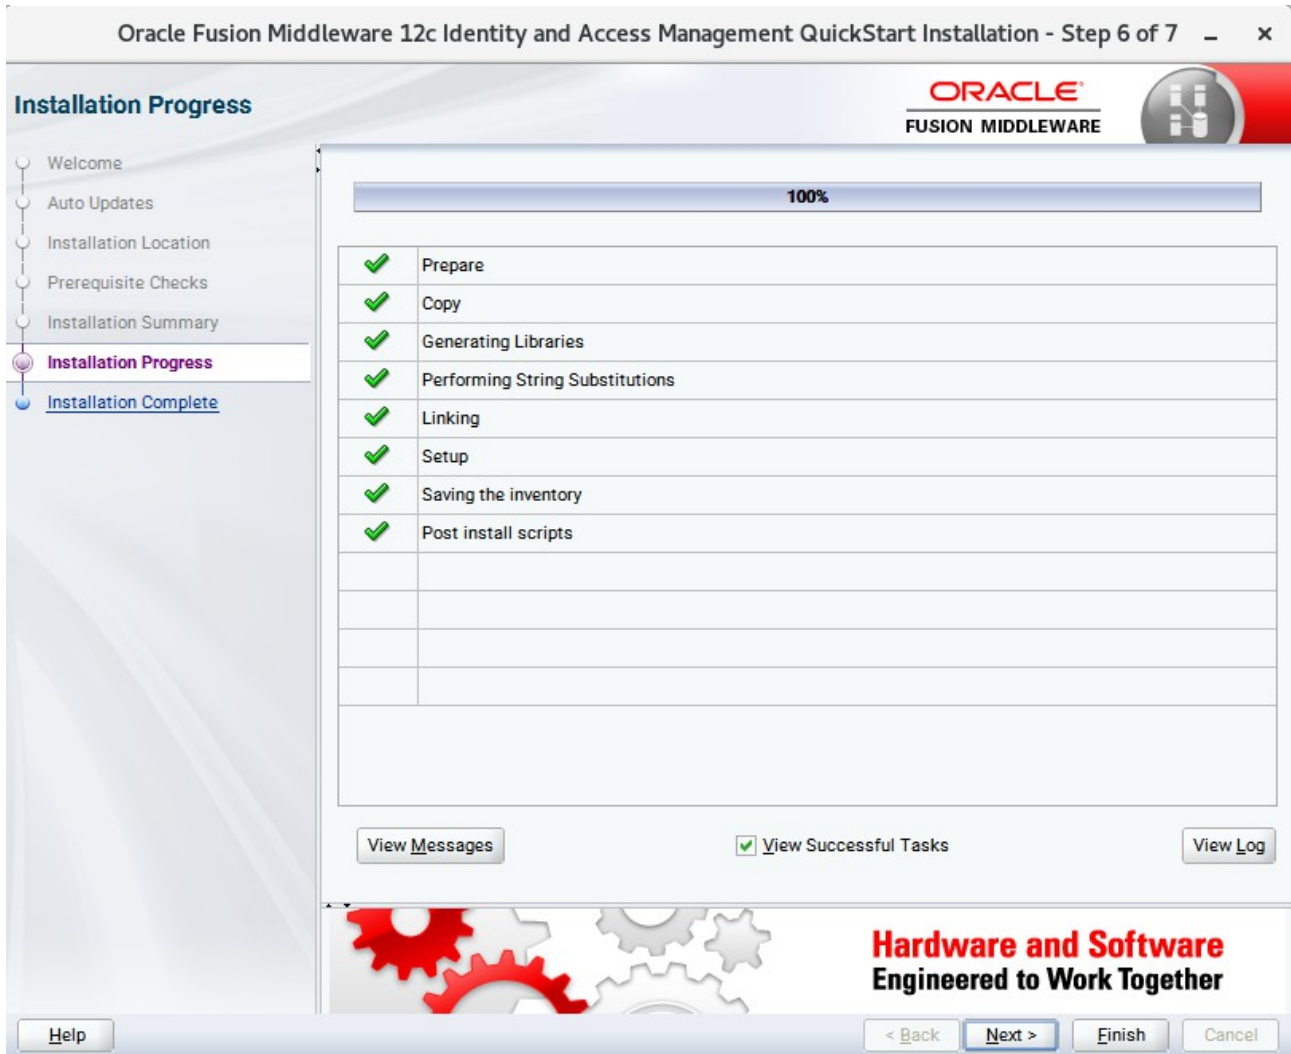 Oracle Fusion Middleware 12c Identity and Access Management QuickStart Installation - Step 6 of 7
Installation Progress
ORACLE
FUSION MIDDLEWARE
Welcome
Auto Updates
Installation Location
Prerequisite Checks
Installation Summary
Installation Progress
Installation Complete
100%
Prepare
Copy
Generating Libraries
Performing String Substitutions
Linking
Setup
Saving the inventory
Post install scripts
View Messages
View Successful Tasks
View Log
Hardware and Software
Engineered to Work Together
Help
< Back
Next >
Finish
Cancel